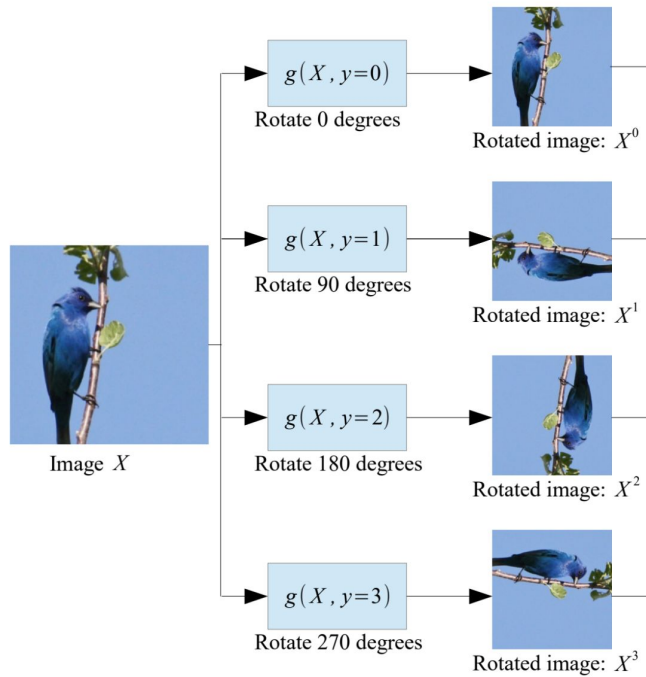 g(X, y=0)
Rotate 0 degrees
Rotated image: X^0
g(X, y=1)
Rotate 90 degrees
Rotated image: X^1
Image X
g(X, y=2)
Rotate 180 degrees
Rotated image: X^2
g(X, y=3)
Rotate 270 degrees
Rotated image: X^3